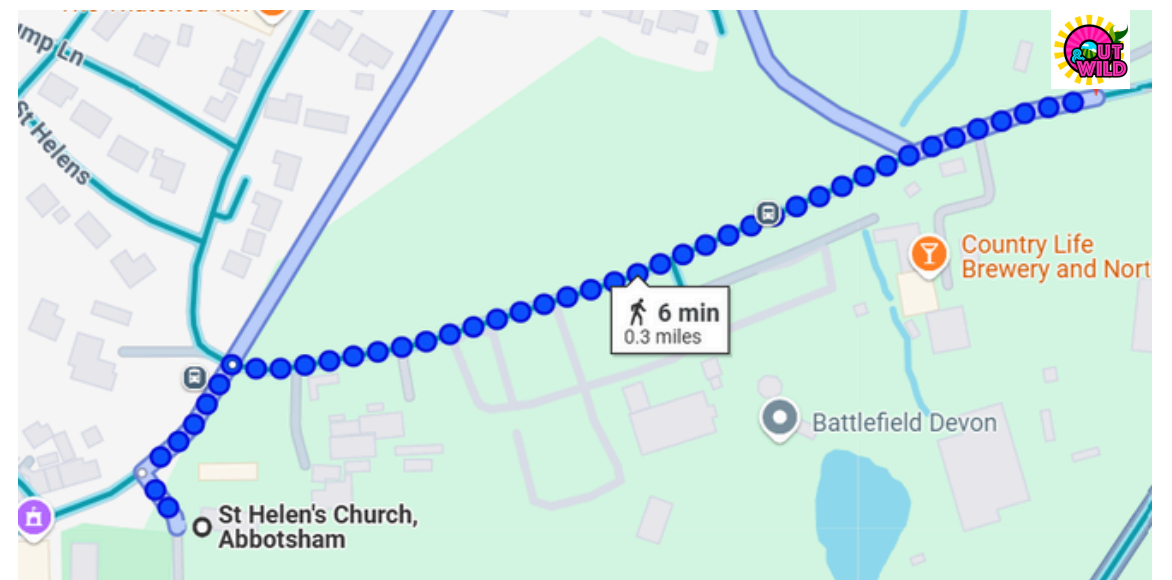 ump Ln
St Helens
OUT
WILD
6 min
0.3 miles
Country Life
Brewery and Nort
Battlefield Devon
St Helen's Church,
Abbotsham